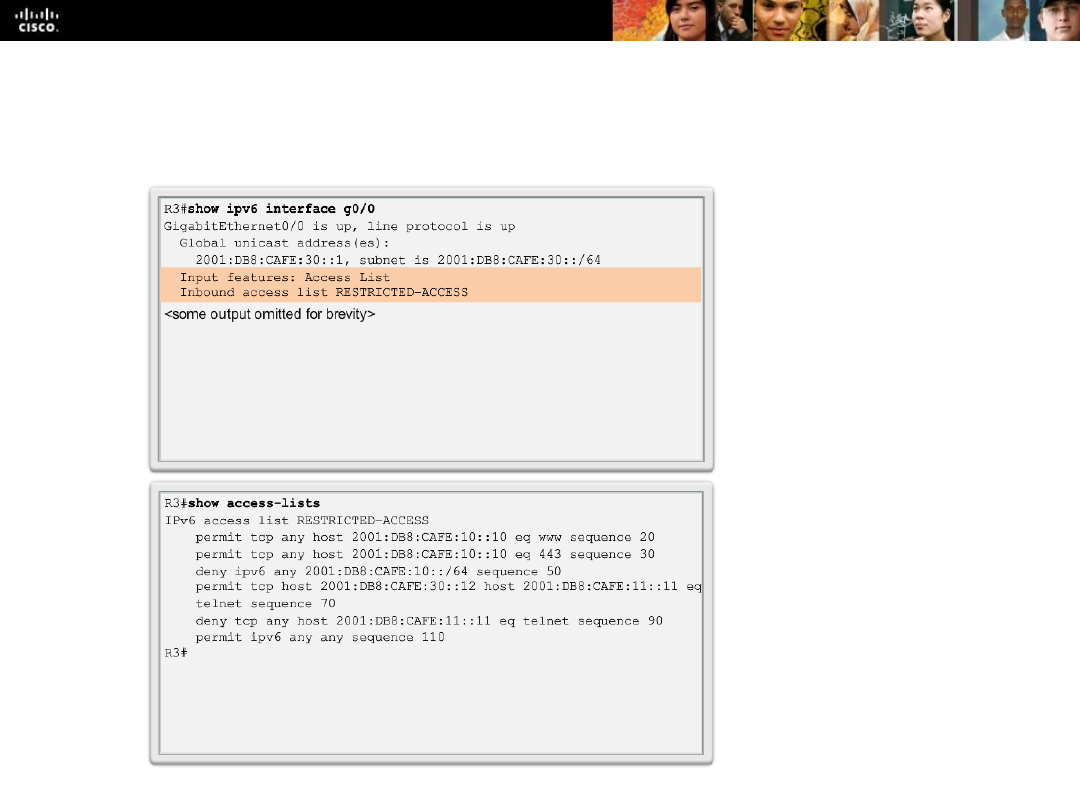 CISCO.
R3#show ipv6 interface g0/0
GigabitEthernet0/0 is up, line protocol is up
Global unicast address(es):
2001:DB8:CAFE:30::1, subnet is 2001:DB8:CAFE:30::/64
Input features: Access List
Inbound access list RESTRICTED-ACCESS
<some output omitted for brevity>
R3#show access-lists
IPv6 access list RESTRICTED-ACCESS
permit tcp any host 2001:DB8:CAFE:10::10 eq www sequence 20
permit tcp any host 2001:DB8:CAFE:10::10 eq 443 sequence 30
deny ipv6 any 2001:DB8:CAFE:10::/64 sequence 50
permit tcp host 2001:DB8:CAFE:30::12 host 2001:DB8:CAFE:11::11 eq
telnet sequence 70
deny tcp any host 2001:DB8:CAFE:11::11 eq telnet sequence 90
permit ipv6 any any sequence 110
R3#